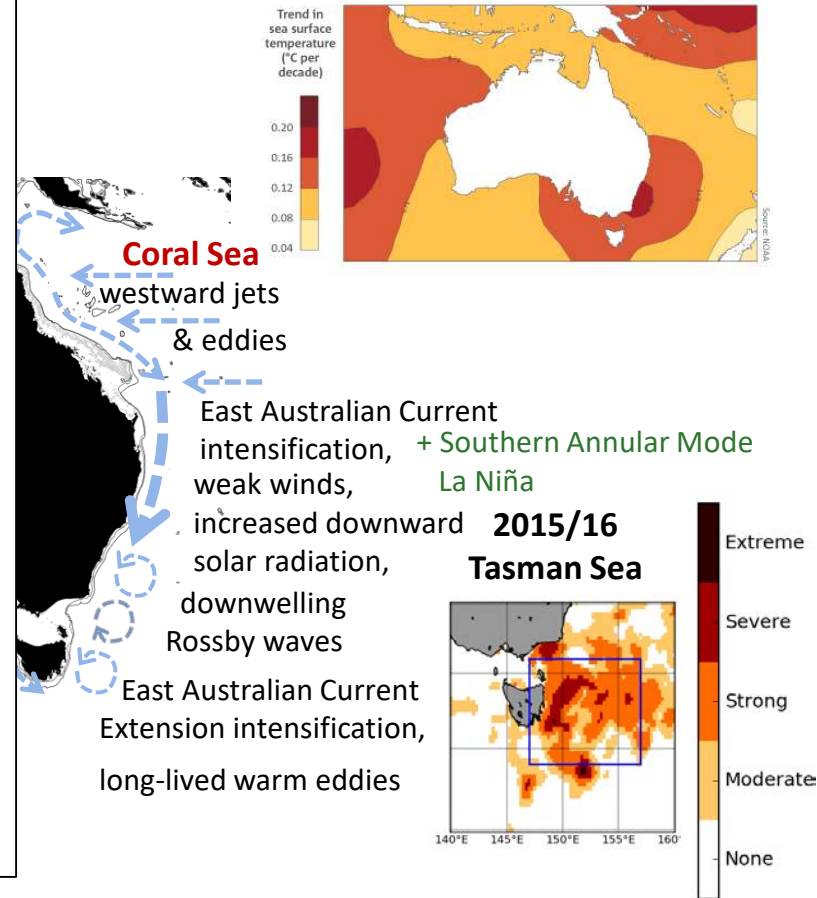 Trend in
sea surface
temperature
(°C per
decade)
0.20
0.16
0.12
0.08
0.04
Source: NOAA
Coral Sea
westward jets
& eddies
East Australian Current
intensification,
weak winds,
increased downward
solar radiation,
downwelling
Rossby waves
East Australian Current
Extension intensification,
long-lived warm eddies
+ Southern Annular Mode
La Niña
2015/16
Tasman Sea
140°E 145°E 150°E 155°E 160°
Extreme
Severe
Strong
Moderate
None